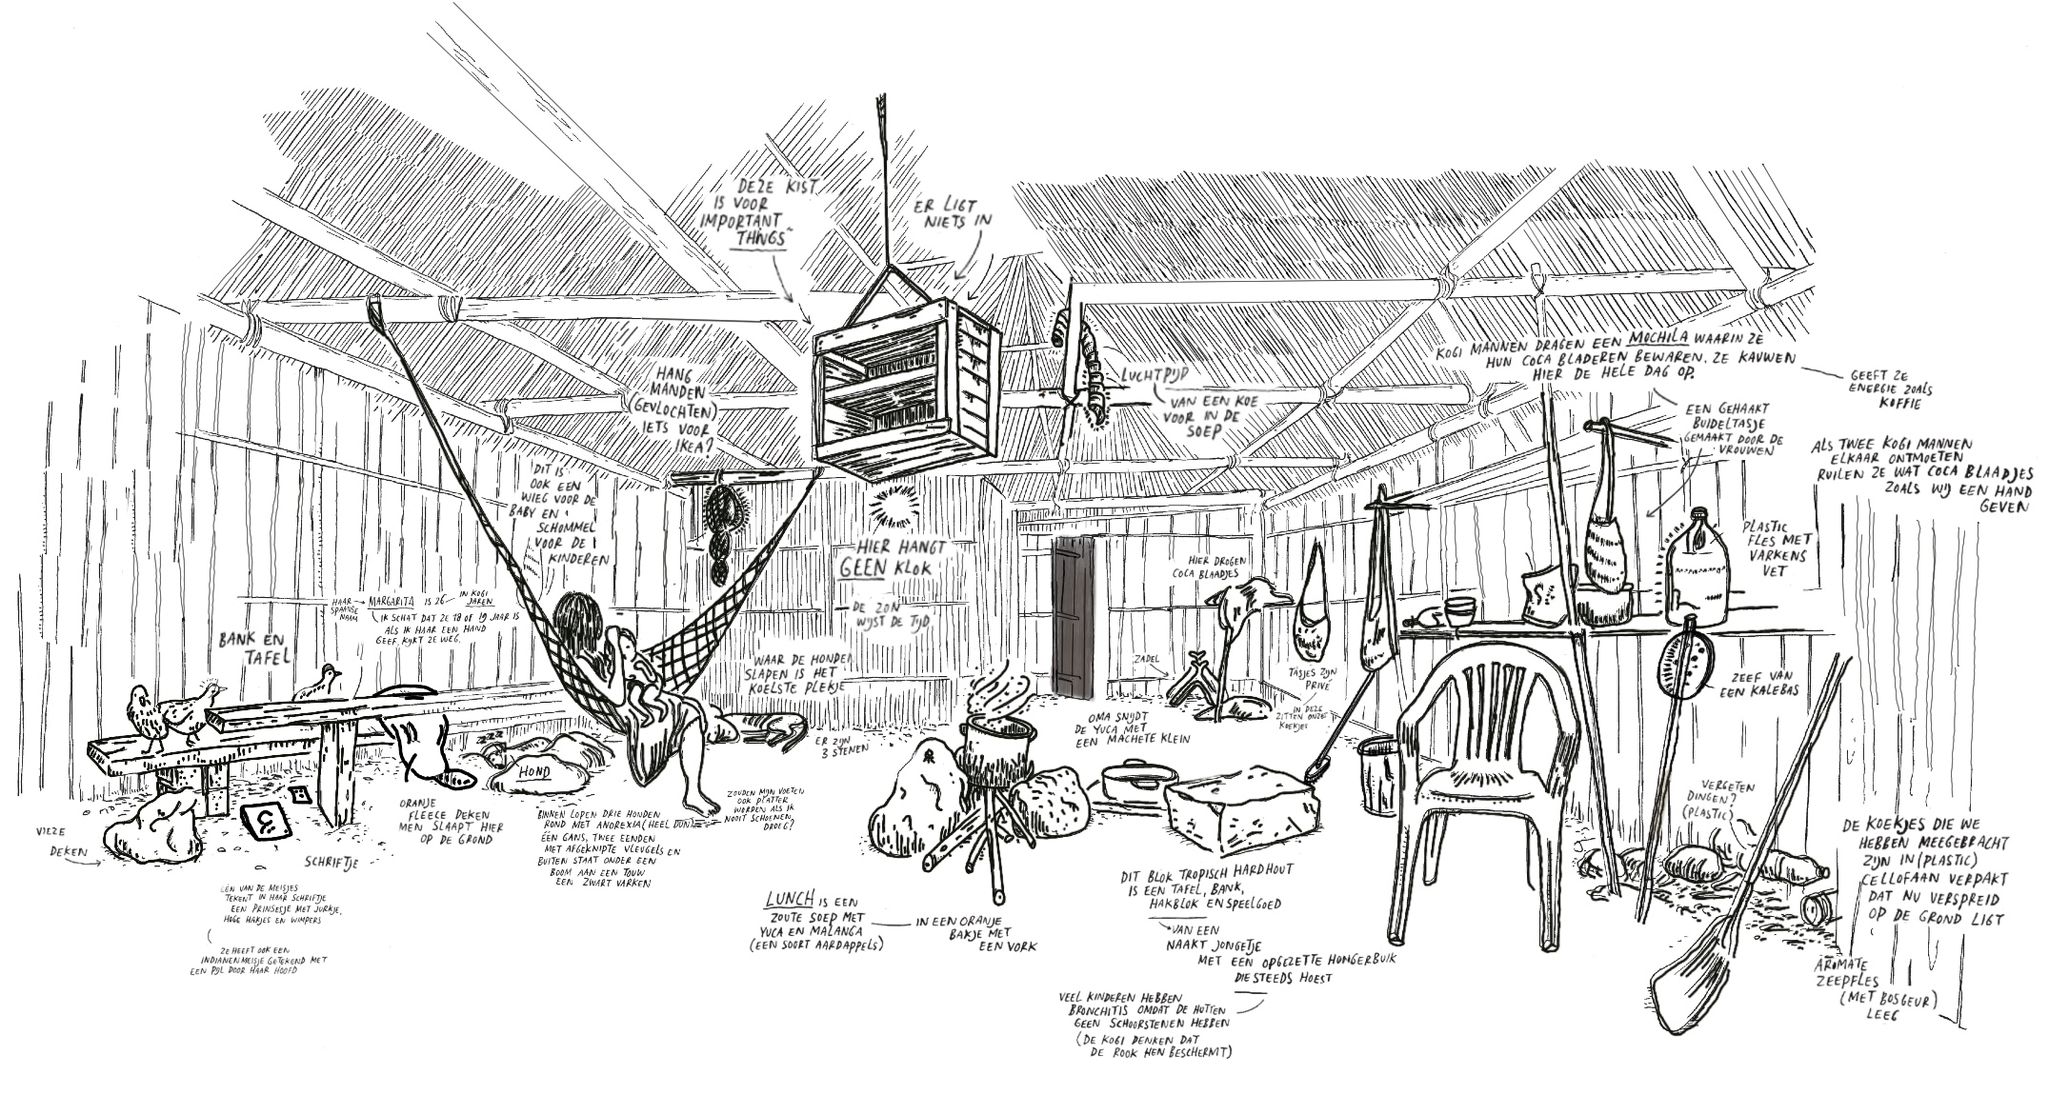 DEZE KIST
IS VOOR
IMPORTANT
THINGS"
ER LIGT
NIETS IN
HANG
MANDEN
(GEVLOCHTEN)
IETS VOOR
IKEA?
LUCHTPIJP
VAN EEN KOE
VOOR IN DE
SOEP
KOGI MANNEN DRAGEN EEN MOCHILA WAARIN ZE
HUN COCA BLADEREN BEWAREN. ZE KAUWEN
HIER DE HELE DAG OP.
GEEFT ZE
ENERGIE ZOALS
KOFFIE
EEN GEHAAKT
BUIDELTASJE
GEMAAKT DOOR DE
VROUWEN
ALS TWEE KOGI MANNEN
ELKAAR ONTMOETEN
RUILEN ZE WAT COCA BLAADJES
ZOALS WIJ EEN HAND
GEVEN
DIT IS
OOK EEN
WIEG VOOR DE
BABY EN
SCHOMMEL
VOOR DE
KINDEREN
HIER HANGT
GEEN KLOK
DE ZON
WIJST DE TIJD
HIER DROGEN
COCA BLAADJES
PLASTIC
FLES MET
VARKENS
VET
HAAR
SPAANSE
NAAM
MARGARITA IS 26
IN KOGI
JAREN
IK SCHAT DAT ZE 18 OF 19 JAAR IS
ALS IK HAAR EEN HAND
GEEF, KIJKT ZE WEG.
BANK EN
TAFEL
WAAR DE HONDEN
SLAPEN IS HET
KOELSTE PLEKJE
ZADEL
TASJES ZIJN
PRIVÉ
IN DEZE
ZITTEN ONZE
KOEKJES
ZEEF VAN
EEN KALEBAS
OMA SNIJDT
DE YUCA MET
EEN MACHETE KLEIN
ER ZIJN
3 STENEN
ZZZZ
HOND
VIEZE
DEKEN
ORANJE
FLEECE DEKEN
MEN SLAAPT HIER
OP DE GROND
SCHRIFTJE
BINNEN LOPEN DRIE HONDEN
ROND MET ANOREXIA (HEEL DUN)
EEN GANS, TWEE EENDEN
MET AFGEKNIPTE VLEUGELS EN
BUITEN STAAT ONDER EEN
BOOM AAN EEN TOUW
EEN ZWART VARKEN
ZOUDEN MIJN VOETEN
OOK PLATTER
WORDEN ALS IK
NOOIT SCHOENEN
DROEG?
VERGETEN
DINGEN?
(PLASTIC)
DE KOEKJES DIE WE
HEBBEN MEEGEBRACHT
ZIJN IN (PLASTIC)
CELLOFAAN VERPAKT
DAT NU VERSPREID
OP DE GROND LIGT
EEN VAN DE MEISJES
TEKENT IN HAAR SCHRIFTJE
EEN PRINSESJE MET JURKJE,
HOGE HAKJES EN WIMPERS
ZE HEEFT OOK EEN
INDIANENMEISJE GETEKEND MET
EEN PIJL DOOR HAAR HOOFD
LUNCH IS EEN
ZOUTE SOEP MET
YUCA EN MALANGA
(EEN SOORT AARDAPPELS)
IN EEN ORANJE
BAKJE MET
EEN VORK
DIT BLOK TROPISCH HARDHOUT
IS EEN TAFEL, BANK,
HAKBLOK EN SPEELGOED
VAN EEN
NAAKT JONGETJE
MET EEN OPGEZETTE HONGERBUIK
DIE STEEDS HOEST
VEEL KINDEREN HEBBEN
BRONCHITIS OMDAT DE HUTTEN
GEEN SCHOORSTENEN HEBBEN
(DE KOGI DENKEN DAT
DE ROOK HEN BESCHERMT)
AROMATE
ZEEPFLES
(MET BOSGEUR)
LEEG